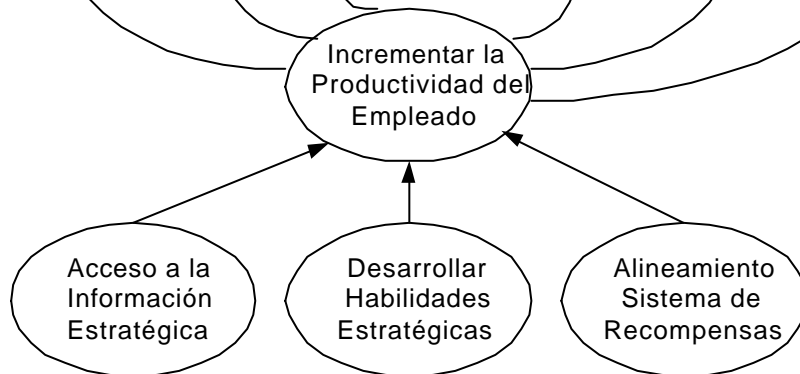 Incrementar la
Productividad del
Empleado
Acceso a la
Información
Estratégica
Desarrollar
Habilidades
Estratégicas
Alineamiento
Sistema de
Recompensas